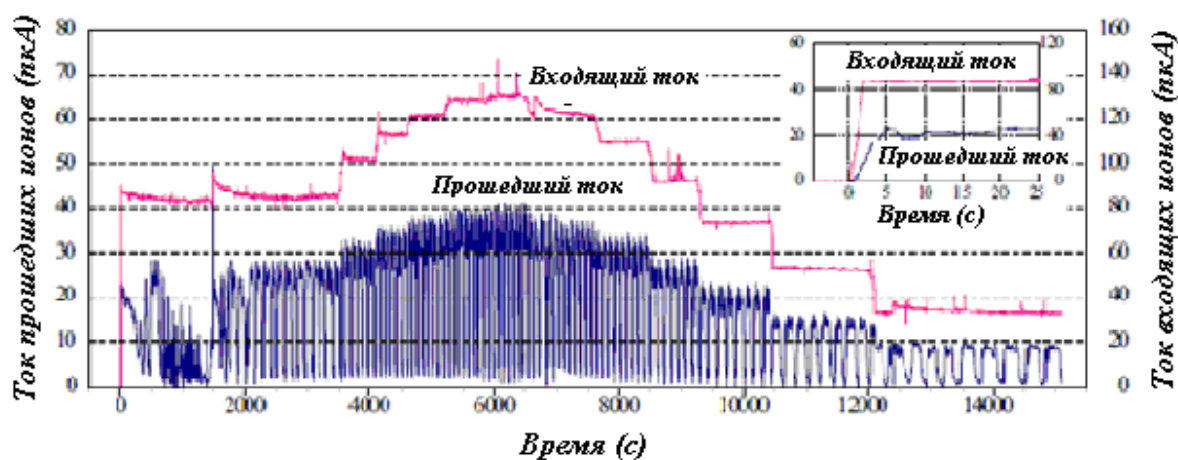 Ток прошедших ионов (пкА)
80
70
60
50
40
30
20
10
0
Входящий ток
Прошедший ток
60
40
20
0
Входящий ток
Прошедший ток
120
80
40
0
0 5 10 15 20 25
Время (с)
160
140
120
100
80
60
40
20
0
Ток входящих ионов (пкА)
0 2000 4000 6000 8000 10000 12000 14000
Время (с)